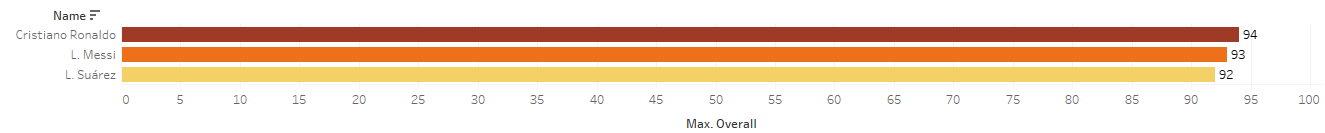 Name
Cristiano Ronaldo 94
L. Messi 93
L. Suárez 92
0 5 10 15 20 25 30 35 40 45 50 55 60 65 70 75 80 85 90 95 100
Max. Overall